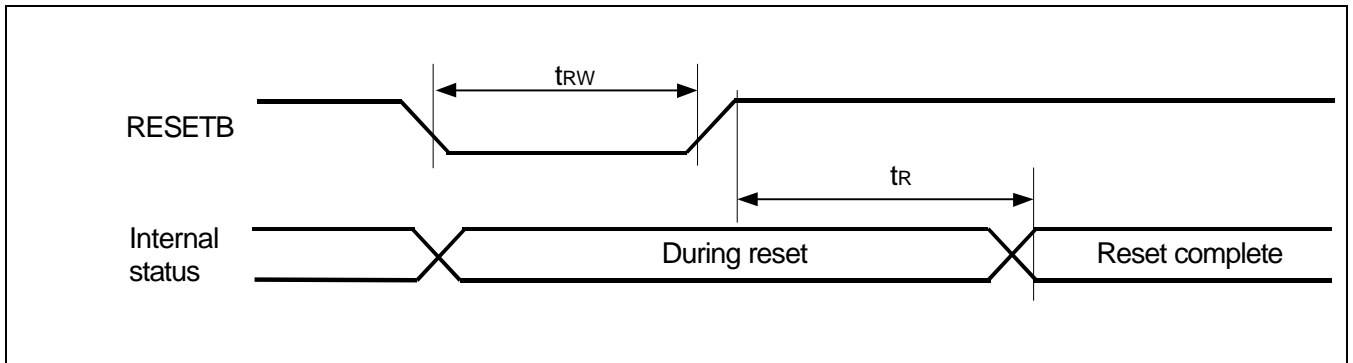 tRW
RESETB
tR
Internal
status
During reset
Reset complete